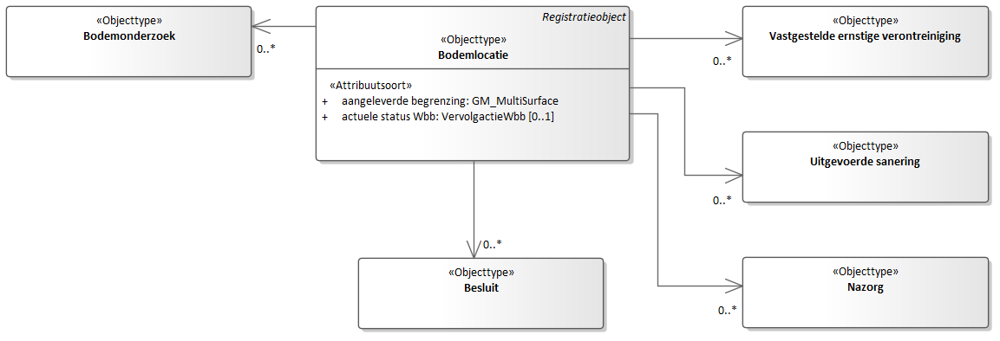 «Objecttype»
Bodemonderzoek
0..*
Registratieobject
«Objecttype»
Bodemlocatie
«Attribuutsoort»
+ aangeleverde begrenzing: GM_MultiSurface
+ actuele status Wbb: VervolgactieWbb [0..1]
«Objecttype»
Vastgestelde ernstige verontreiniging
0..*
«Objecttype»
Uitgevoerde sanering
0..*
0..*
«Objecttype»
Besluit
«Objecttype»
Nazorg
0..*